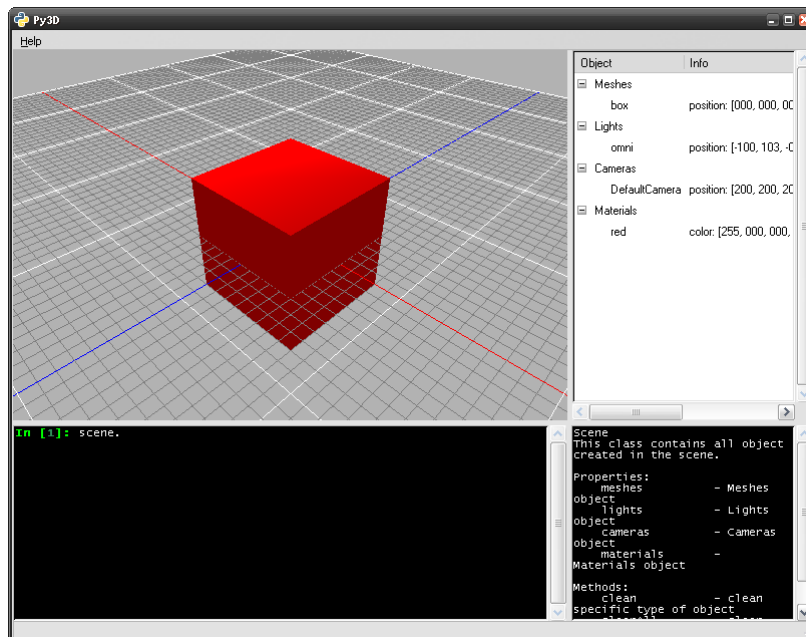 Py3D
Help
Object Info
Meshes
box position: [000, 000, 00
Lights
omni position: [-100, 103, -0
Cameras
DefaultCamera position: [200, 200, 20
Materials
red color: [255, 000, 000,
In [1]: scene.
Scene
This class contains all object
created in the scene.
Properties:
meshes - Meshes
object
lights - Lights
object
cameras - Cameras
object
materials -
Materials object
Methods:
clean - clean
specific type of object